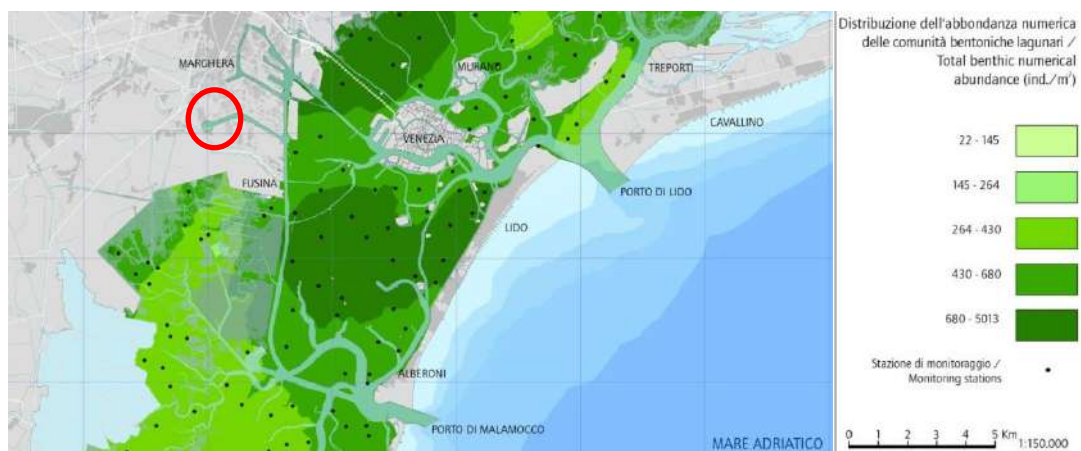 MARGHERA
MURANO
TREPORTI
CAVALLINO
VENEZIA
FUSINA
PORTO DI LIDO
LIDO
ALBERONI
PORTO DI MALAMOCCO
MARE ADRIATICO
Distribuzione dell'abbondanza numerica
delle comunità bentoniche lagunari /
Total benthic numerical
abundance (ind./m²)
22 - 145
145 - 264
264 - 430
430 - 680
680 - 5013
Stazione di monitoraggio /
Monitoring stations
0 1 2 3 4 5 Km
1:150.000